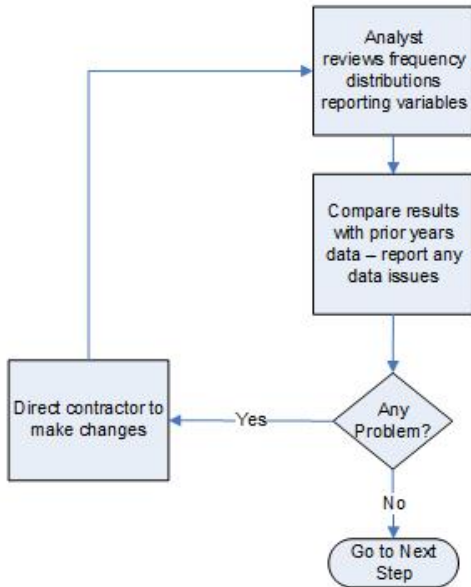 Analyst
reviews frequency
distributions
reporting variables
Compare results
with prior years
data – report any
data issues
Any
Problem?
Yes
Direct contractor to
make changes
No
Go to Next
Step